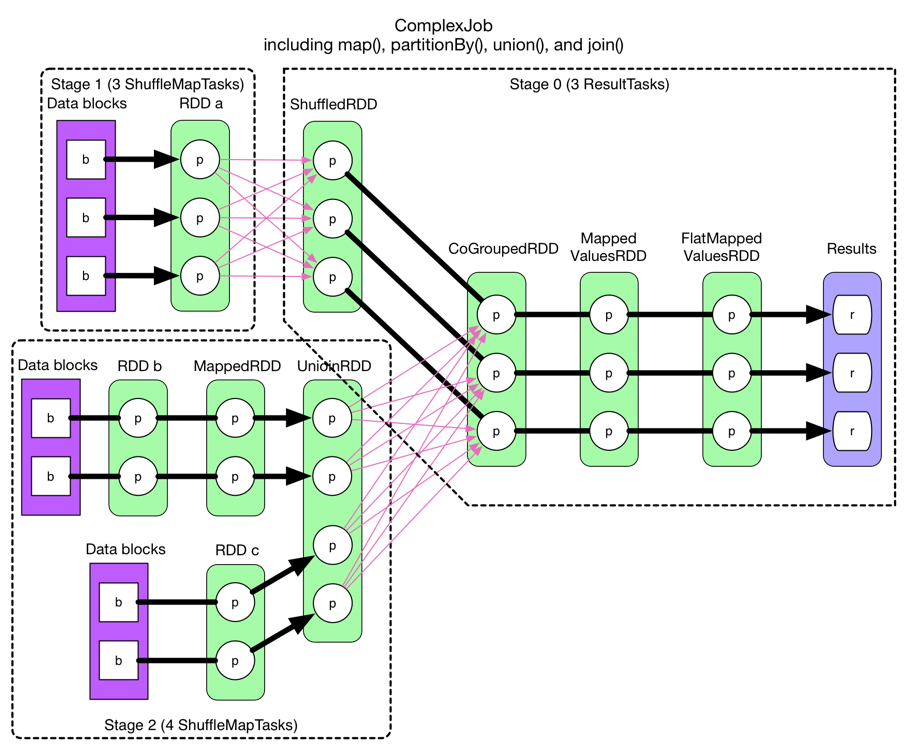 ComplexJob
including map(), partitionBy(), union(), and join()
Stage 1 (3 ShuffleMapTasks)
Data blocks
RDD a
b
p
b
p
b
p
Stage 0 (3 ResultTasks)
ShuffledRDD
p
p
p
CoGroupedRDD
p
p
p
Mapped
ValuesRDD
p
p
p
FlatMapped
ValuesRDD
p
p
p
Results
r
r
r
Data blocks
RDD b
MappedRDD
UnioinRDD
b
p
p
p
b
p
p
p
p
p
Data blocks
RDD c
b
p
b
p
Stage 2 (4 ShuffleMapTasks)